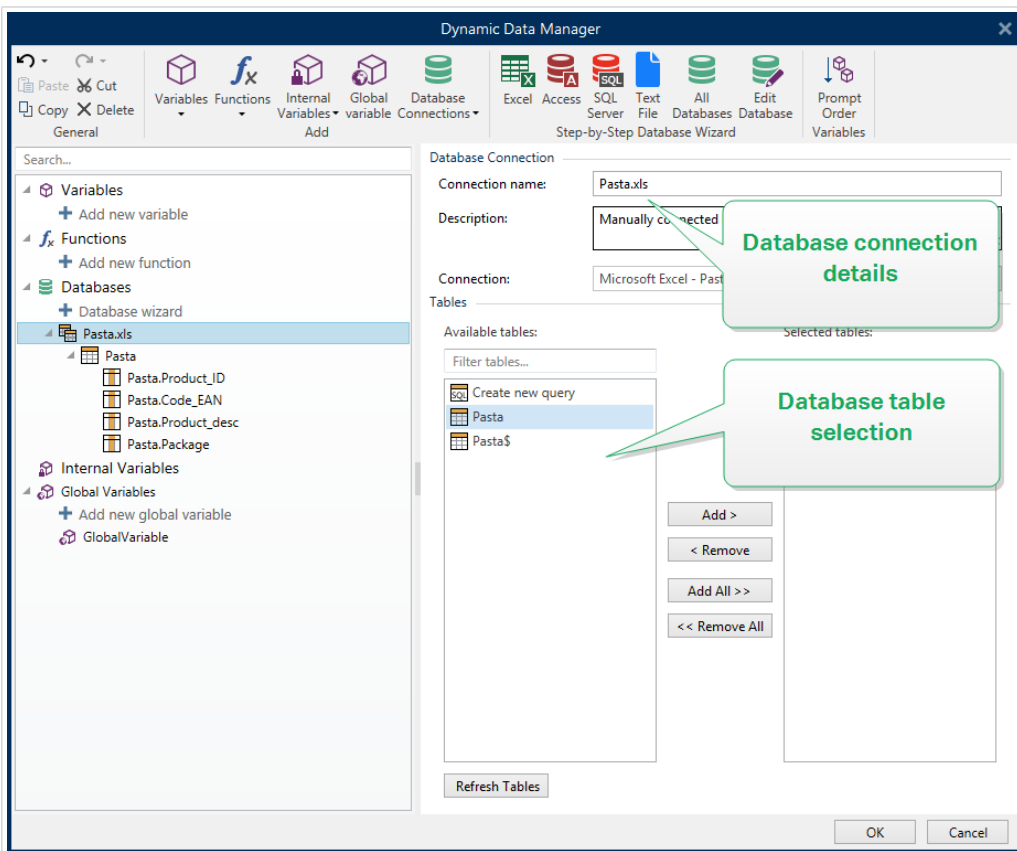 Dynamic Data Manager
Paste Cut
Copy Delete
General
Variables Functions Internal Variables Global variable Database Connections
Add
Excel Access SQL Server Text File All Databases Edit Database
Step-by-Step Database Wizard
Prompt Order
Variables
Search...
Variables
Add new variable
Functions
Add new function
Databases
Database wizard
Pasta.xls
Pasta
Pasta.Product_ID
Pasta.Code_EAN
Pasta.Product_desc
Pasta.Package
Internal Variables
Global Variables
Add new global variable
GlobalVariable
Database Connection
Connection name: Pasta.xls
Description: Manually connected
Connection: Microsoft Excel - Past
Database connection
details
Tables
Available tables: Selected tables:
Filter tables...
SQL Create new query
Pasta
Pasta$
Database table
selection
Add >
< Remove
Add All >>
<< Remove All
Refresh Tables
OK Cancel